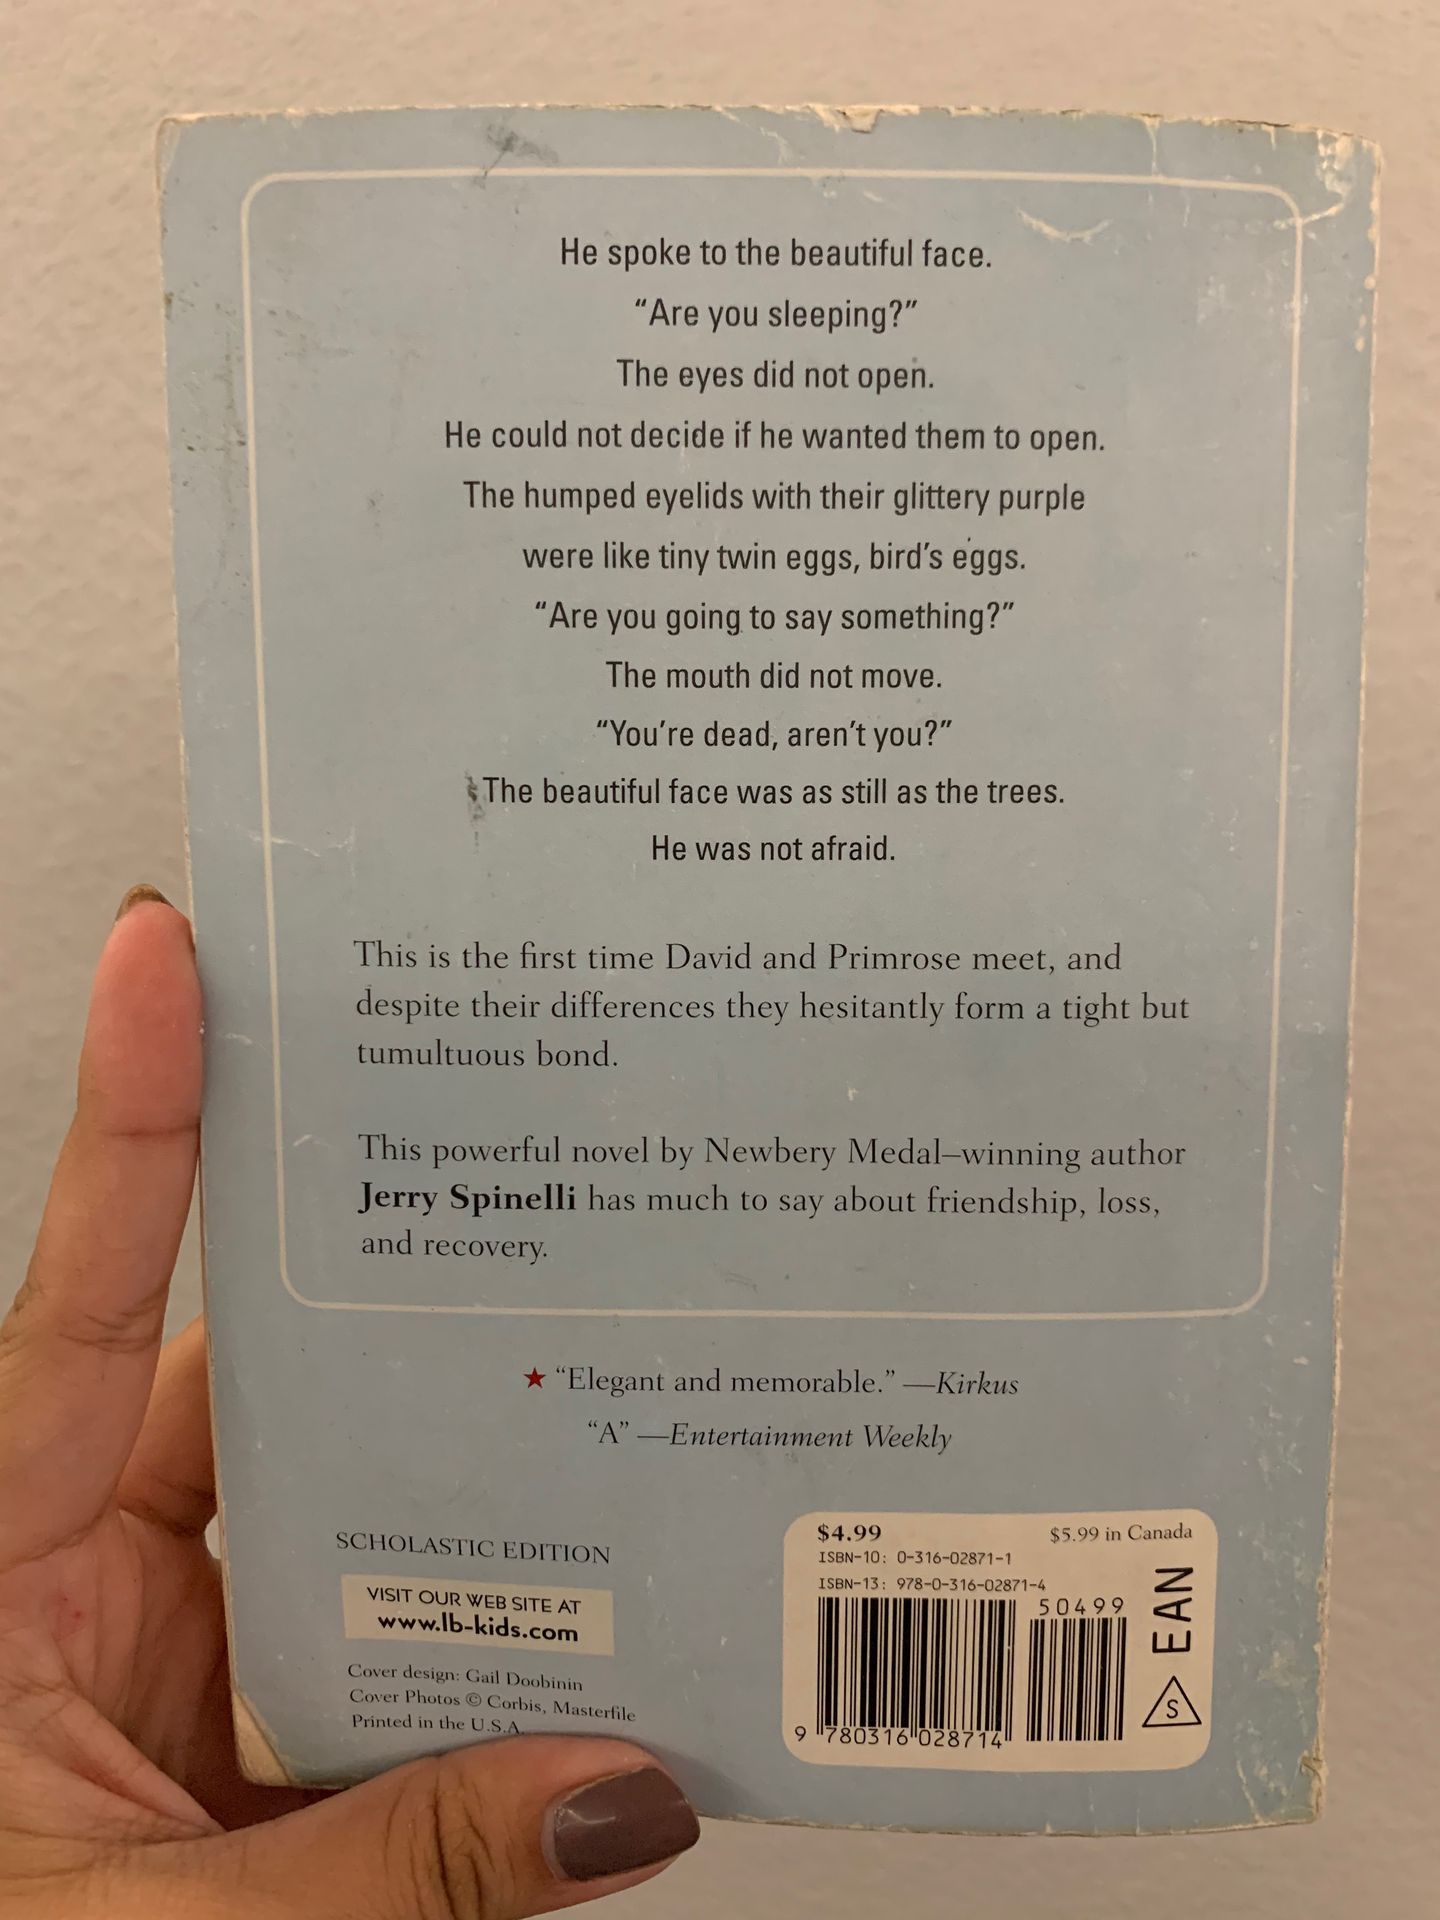 He spoke to the beautiful face.
“Are you sleeping?”
The eyes did not open.
He could not decide if he wanted them to open.
The humped eyelids with their glittery purple
were like tiny twin eggs, bird’s eggs.
“Are you going to say something?”
The mouth did not move.
“You’re dead, aren’t you?”
The beautiful face was as still as the trees.
He was not afraid.
This is the first time David and Primrose meet, and
despite their differences they hesitantly form a tight but
tumultuous bond.
This powerful novel by Newbery Medal–winning author
Jerry Spinelli has much to say about friendship, loss,
and recovery.
★ “Elegant and memorable.” —Kirkus
“A” —Entertainment Weekly
SCHOLASTIC EDITION
VISIT OUR WEB SITE AT
www.lb-kids.com
Cover design: Gail Doobinin
Cover Photos © Corbis, Masterfile
Printed in the U.S.A.
$4.99 $5.99 in Canada
ISBN-10: 0-316-02871-1
ISBN-13: 978-0-316-02871-4
50499
EAN
S
9 780316 028714